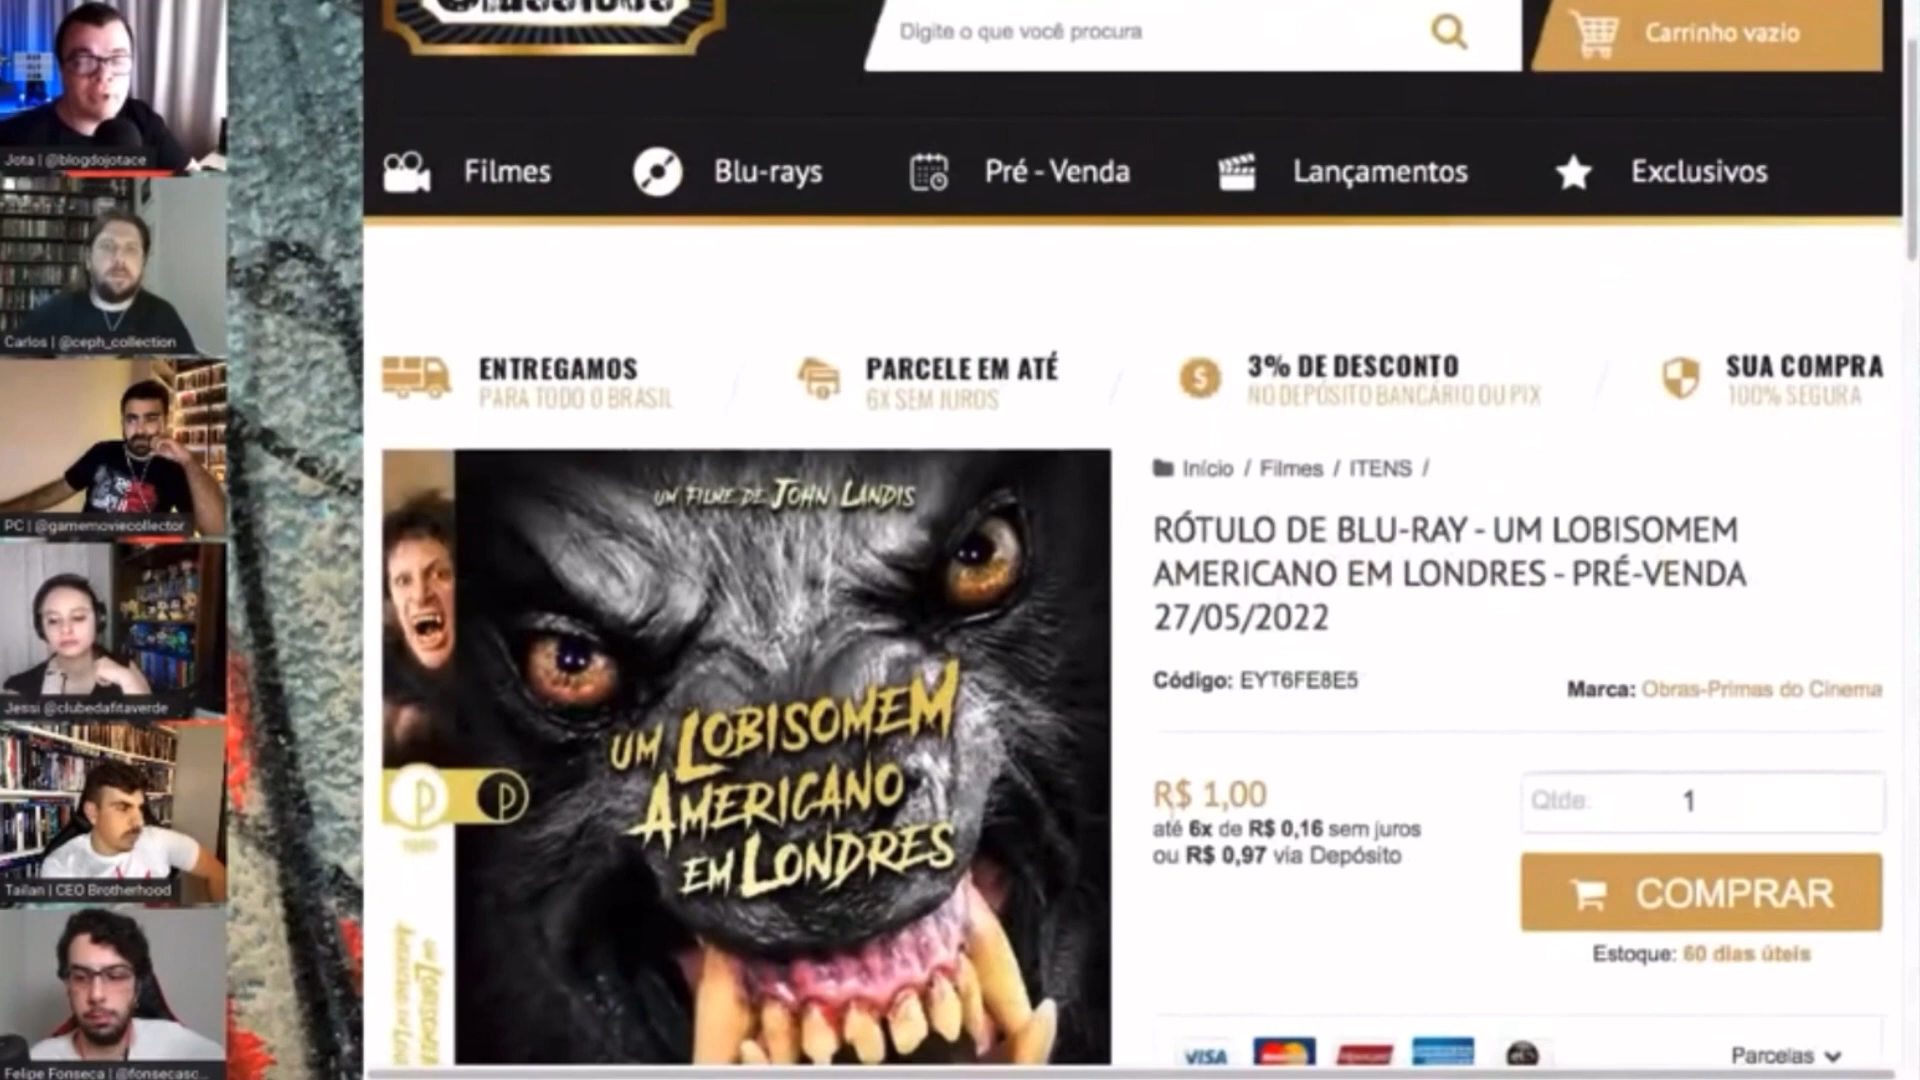 Digite o que você procura
Carrinho vazio
Filmes
Blu-rays
Pré - Venda
Lançamentos
Exclusivos
ENTREGAMOS
PARA TODO O BRASIL
PARCELE EM ATÉ
6X SEM JUROS
3% DE DESCONTO
NO DEPÓSITO BANCÁRIO OU PIX
SUA COMPRA
100% SEGURA
Início / Filmes / ITENS /
RÓTULO DE BLU-RAY - UM LOBISOMEM
AMERICANO EM LONDRES - PRÉ-VENDA
27/05/2022
Código: EYT6FE8E5
Marca: Obras-Primas do Cinema
R$ 1,00
até 6x de R$ 0,16 sem juros
ou R$ 0,97 via Depósito
Qtde:
1
COMPRAR
Estoque: 60 dias úteis
VISA
Parcelas
UM FILME DE JOHN LANDIS
UM LOBISOMEM
AMERICANO
EM LONDRES
Jota | @blogdojotace
Carlos | @ceph_collection
PC | @gamemoviecollector
Jessi @clubedafitaverde
Tailan | CEO Brotherhood
Felipe Fonseca | @fonsecasc...